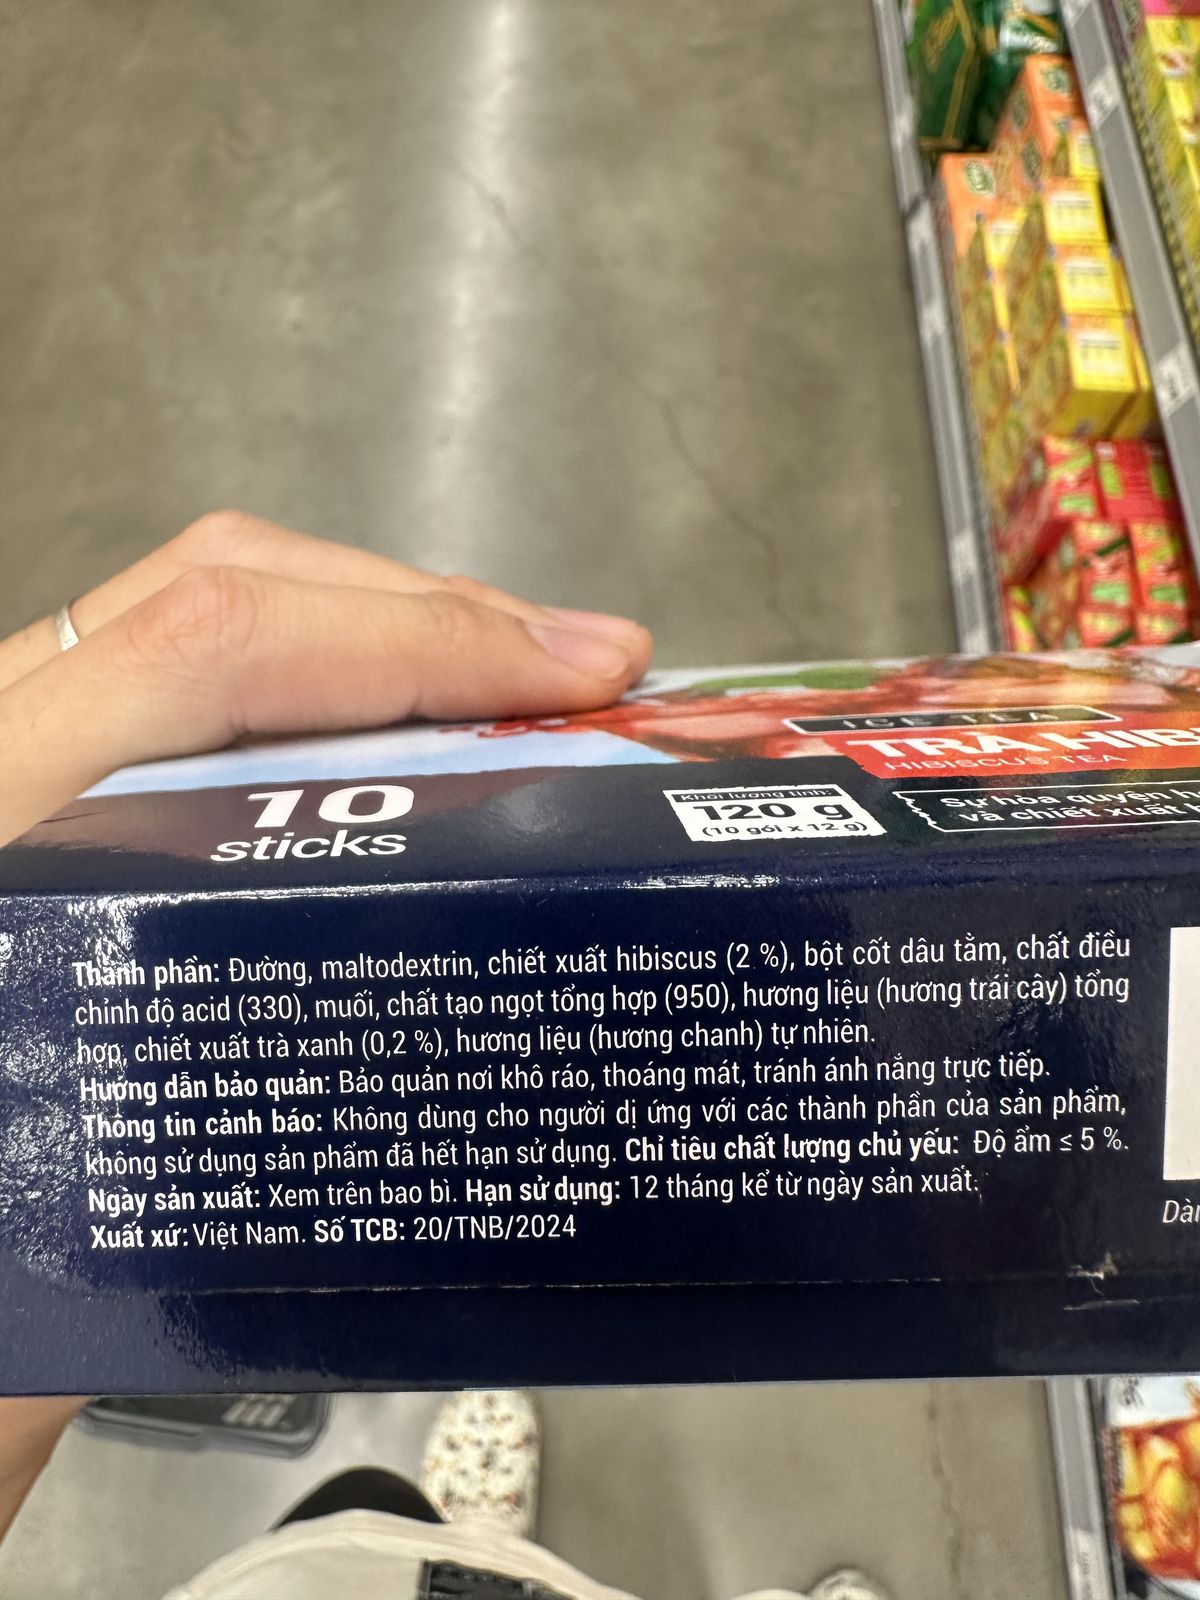 ICE TEA
TRÀ HIB
HIBISCUS TEA
10
sticks
Khối lượng tịnh:
120 g
(10 gói x 12 g)
Sự hòa quyện
và chiết xuất
Thành phần: Đường, maltodextrin, chiết xuất hibiscus (2 %), bột cốt dâu tằm, chất điều
chỉnh độ acid (330), muối, chất tạo ngọt tổng hợp (950), hương liệu (hương trái cây) tổng
hợp, chiết xuất trà xanh (0,2 %), hương liệu (hương chanh) tự nhiên.
Hướng dẫn bảo quản: Bảo quản nơi khô ráo, thoáng mát, tránh ánh nắng trực tiếp.
Thông tin cảnh báo: Không dùng cho người dị ứng với các thành phần của sản phẩm,
không sử dụng sản phẩm đã hết hạn sử dụng. Chỉ tiêu chất lượng chủ yếu: Độ ẩm ≤ 5 %.
Ngày sản xuất: Xem trên bao bì. Hạn sử dụng: 12 tháng kể từ ngày sản xuất.
Xuất xứ: Việt Nam. Số TCB: 20/TNB/2024